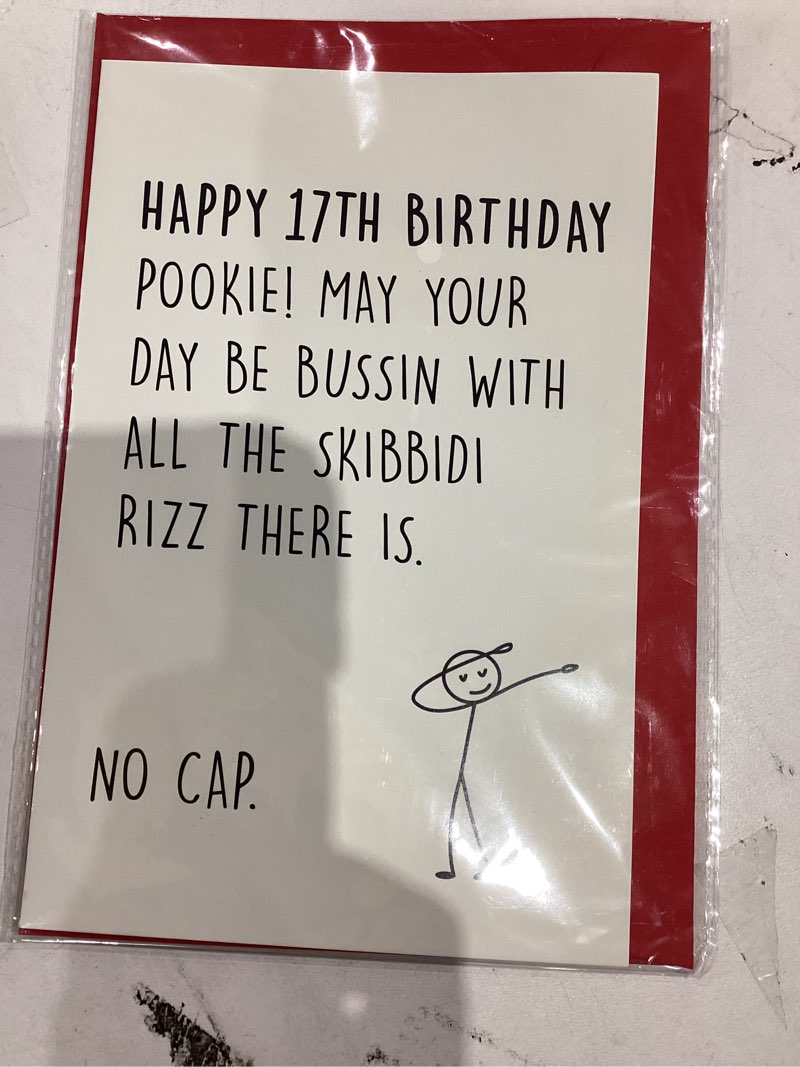 HAPPY 17TH BIRTHDAY
POOKIE! MAY YOUR
DAY BE BUSSIN WITH
ALL THE SKIBBIDI
RIZZ THERE IS.
NO CAP.